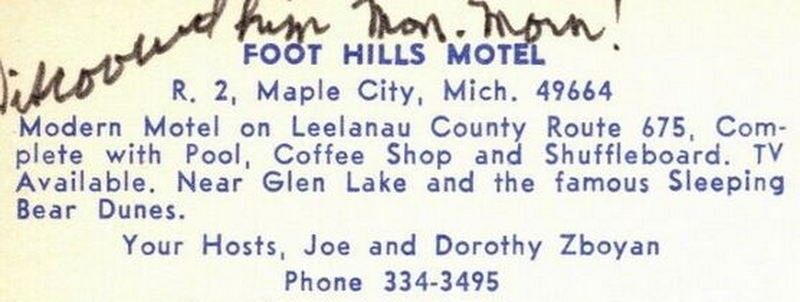 Discovered him Mon. Morn!
FOOT HILLS MOTEL
R. 2, Maple City, Mich. 49664
Modern Motel on Leelanau County Route 675, Com-
plete with Pool, Coffee Shop and Shuffleboard. TV
Available. Near Glen Lake and the famous Sleeping
Bear Dunes.
Your Hosts, Joe and Dorothy Zboyan
Phone 334-3495